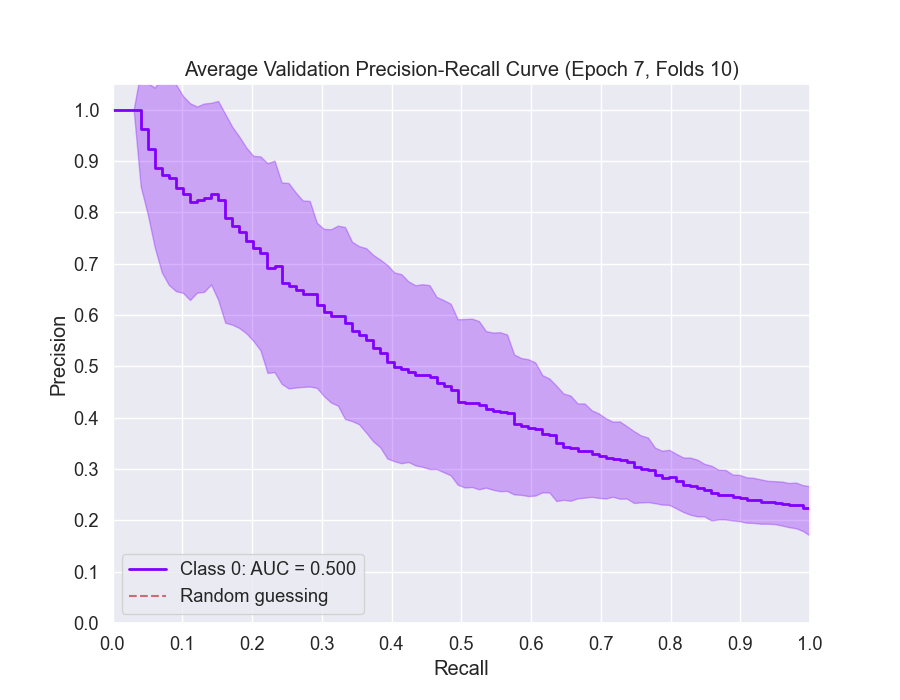 Average Validation Precision-Recall Curve (Epoch 7, Folds 10)
1.0
0.9
0.8
0.7
0.6
0.5
0.4
0.3
0.2
0.1
0.0
Precision
Class 0: AUC = 0.500
Random guessing
0.0 0.1 0.2 0.3 0.4 0.5 0.6 0.7 0.8 0.9 1.0
Recall